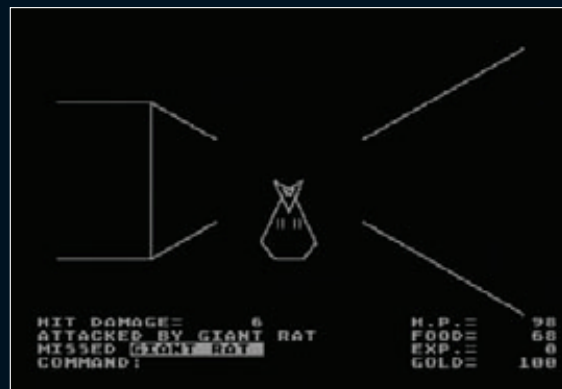 HIT DAMAGE= 6
ATTACKED BY GIANT RAT
MISSED GIANT RAT
COMMAND:
H.P.= 98
FOOD= 68
EXP.= 0
GOLD= 100